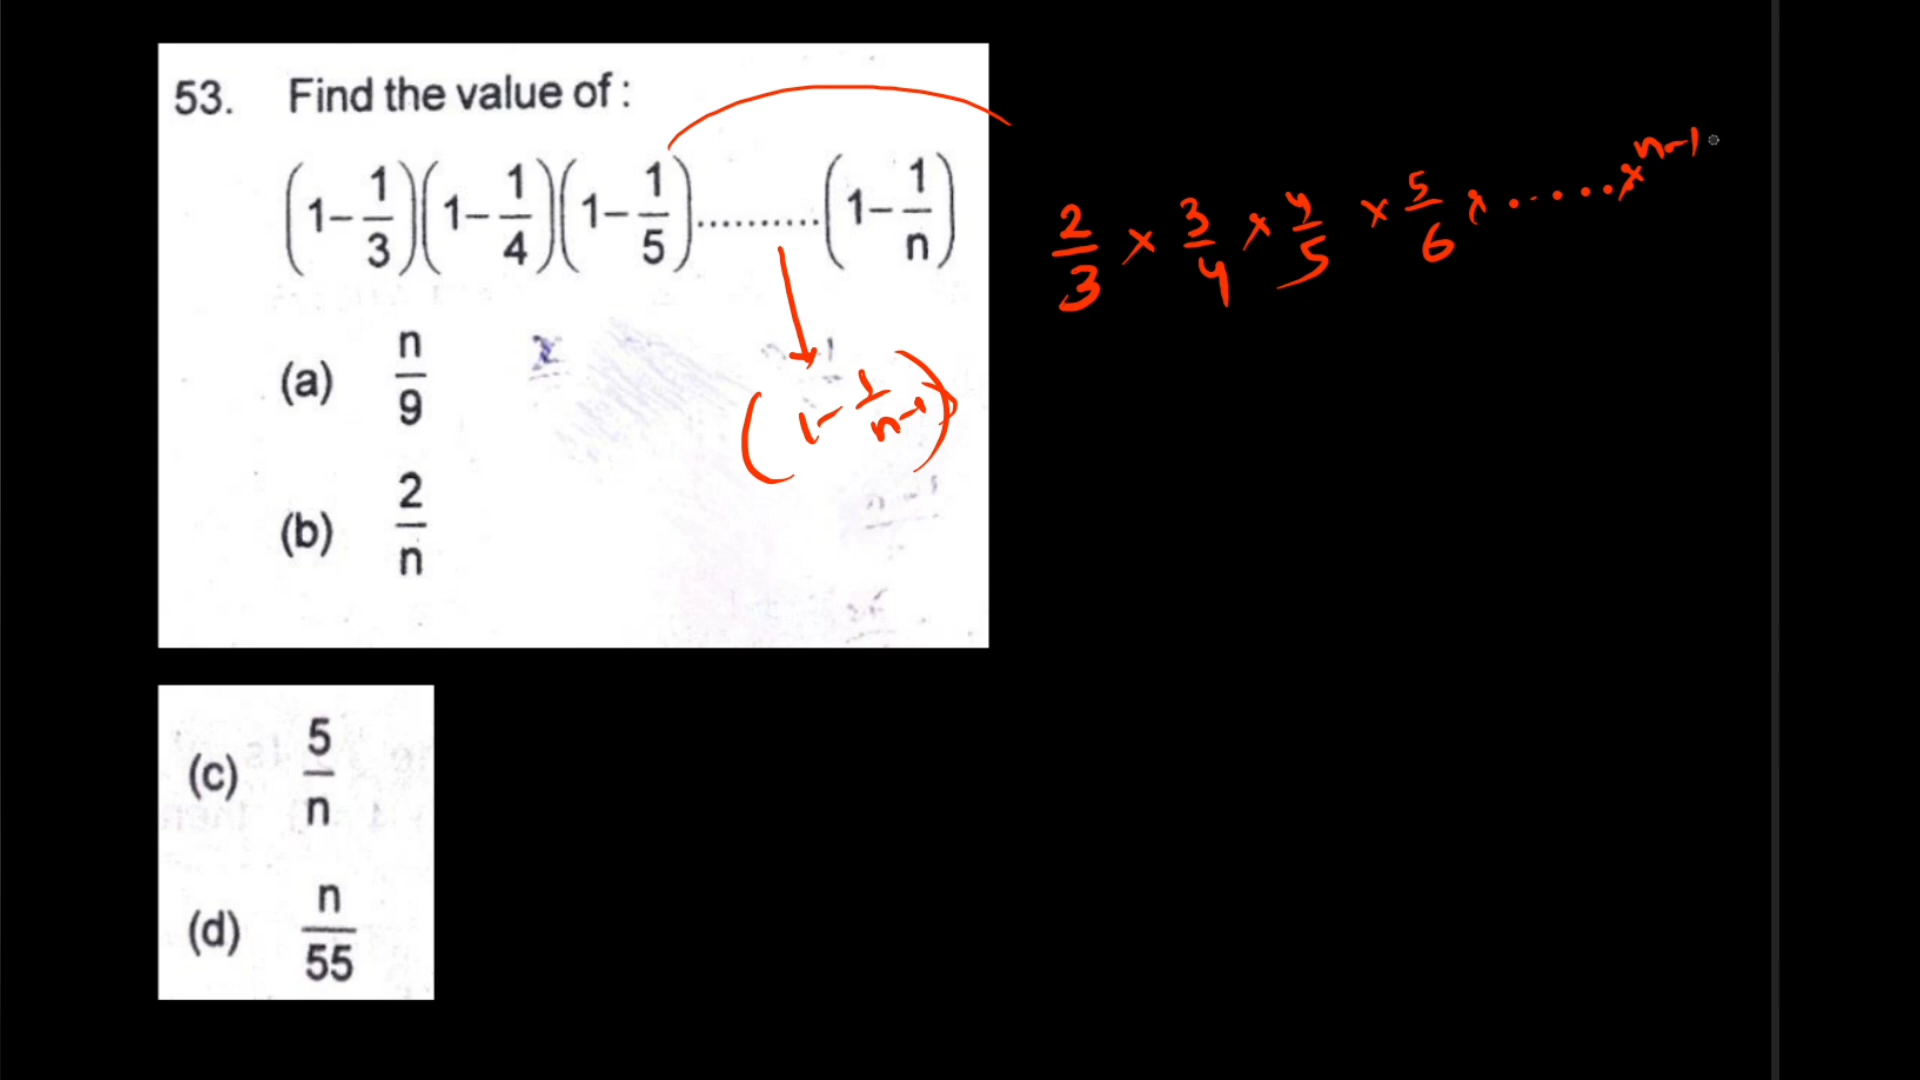 53. Find the value of :
(1-1/3)(1-1/4)(1-1/5)..........(1-1/n)
(a) n/9
(b) 2/n
(c) 5/n
(d) n/55
(1-1/n-1)
2/3 × 3/4 × 4/5 × 5/6 × ...... × n-1